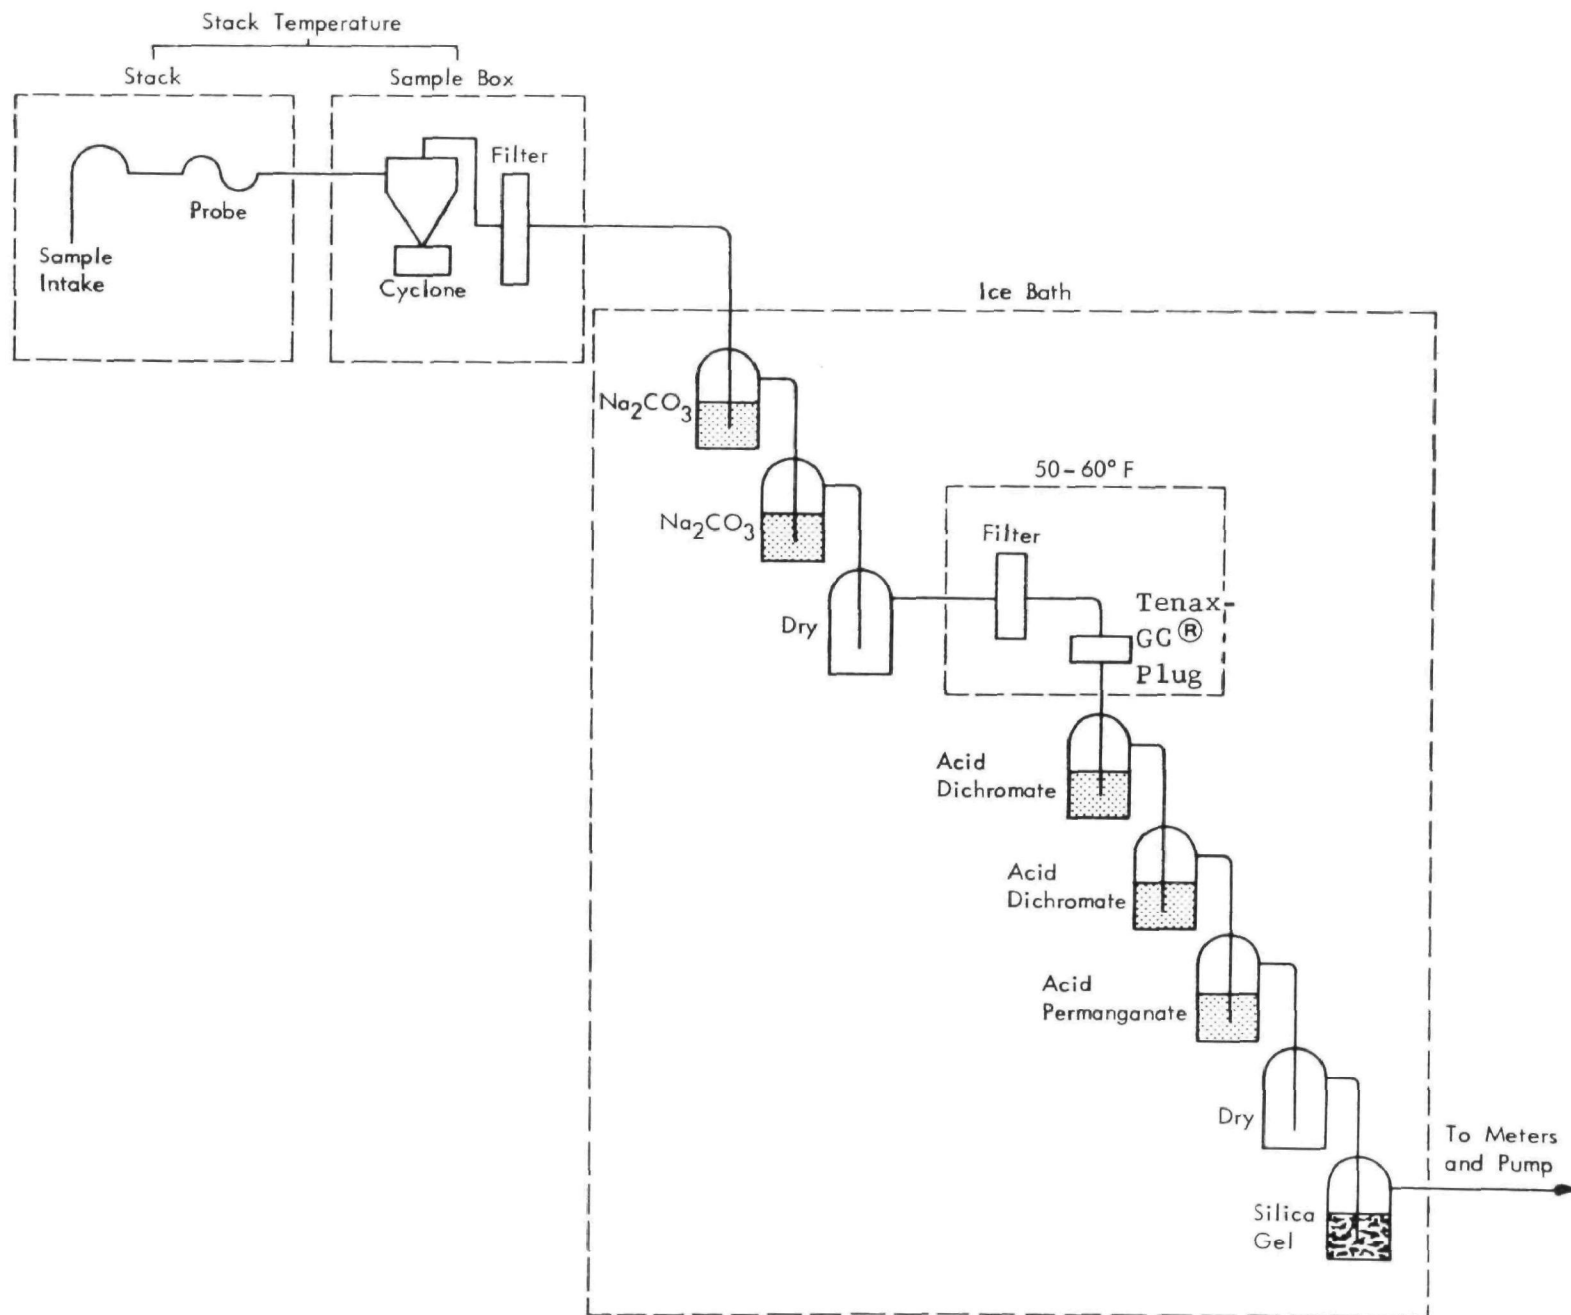 Stack Temperature
Stack
Sample Box
Filter
Probe
Sample
Intake
Cyclone
Ice Bath
Na2CO3
Na2CO3
50-60° F
Filter
Dry
Tenax-
GC®
Plug
Acid
Dichromate
Acid
Dichromate
Acid
Permanganate
Dry
To Meters
and Pump
Silica
Gel